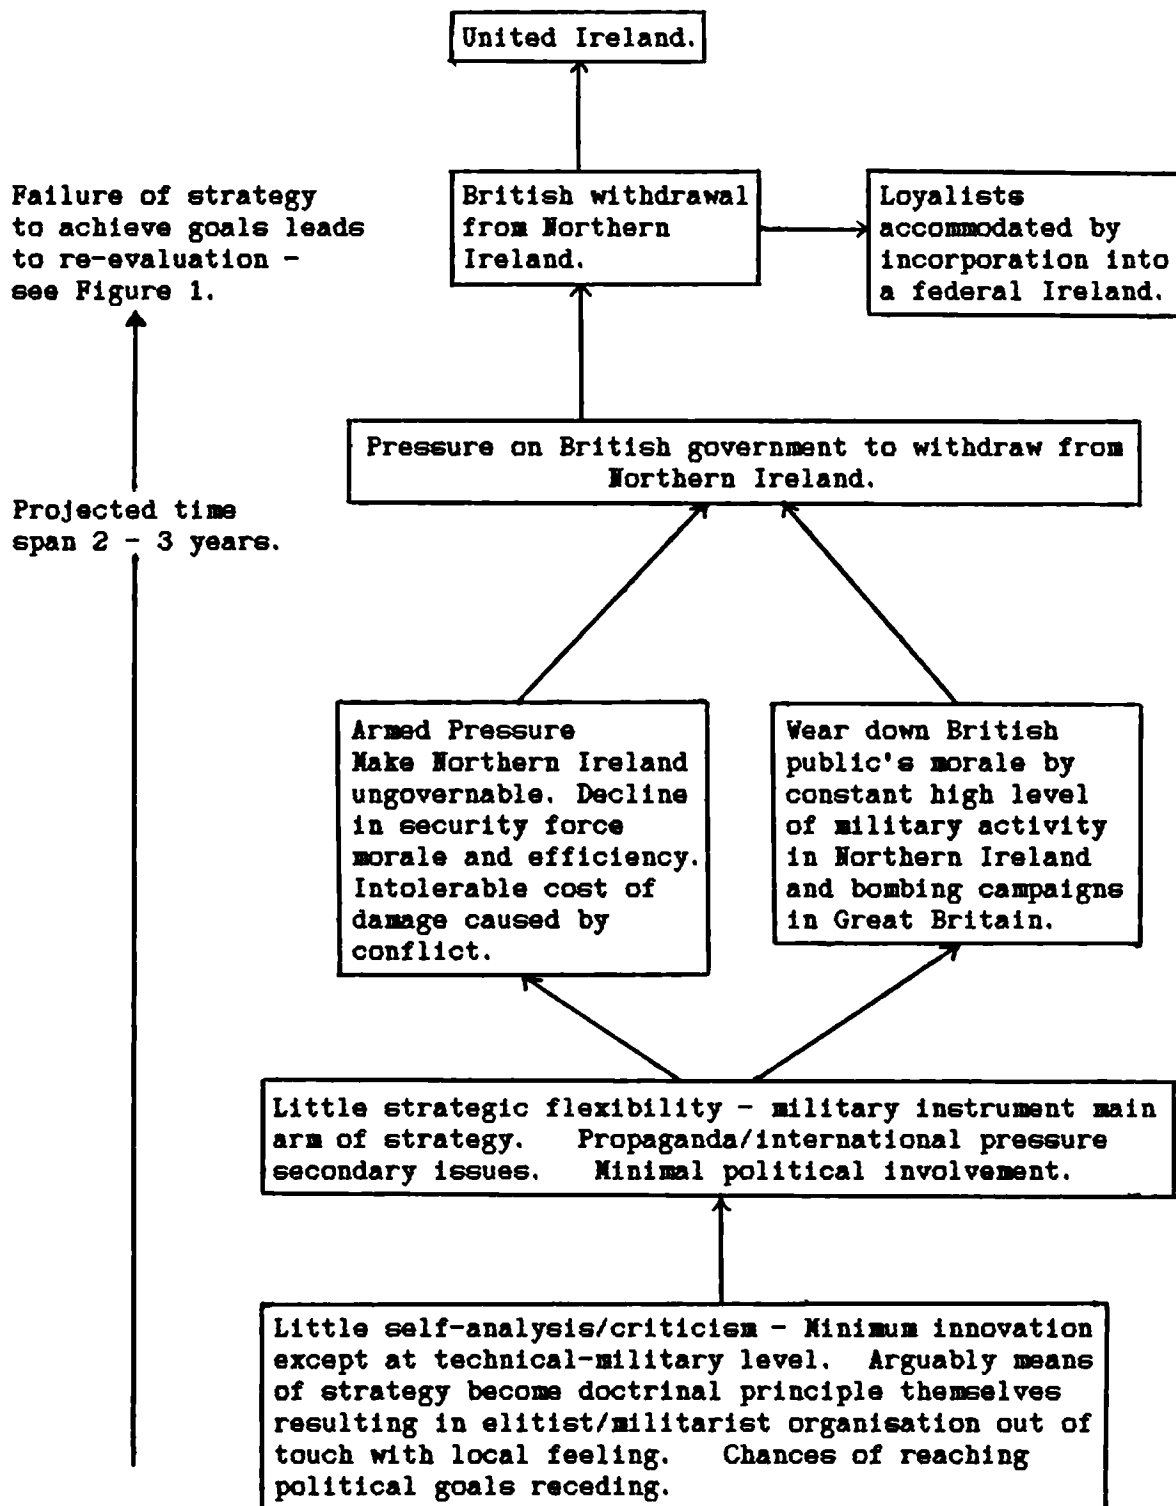 United Ireland.
Failure of strategy
to achieve goals leads
to re-evaluation -
see Figure 1.
British withdrawal
from Northern
Ireland.
Loyalists
accommodated by
incorporation into
a federal Ireland.
Pressure on British government to withdraw from
Northern Ireland.
Projected time
span 2 - 3 years.
Armed Pressure
Make Northern Ireland
ungovernable. Decline
in security force
morale and efficiency.
Intolerable cost of
damage caused by
conflict.
Wear down British
public's morale by
constant high level
of military activity
in Northern Ireland
and bombing campaigns
in Great Britain.
Little strategic flexibility - military instrument main
arm of strategy. Propaganda/international pressure
secondary issues. Minimal political involvement.
Little self-analysis/criticism - Minimum innovation
except at technical-military level. Arguably means
of strategy become doctrinal principle themselves
resulting in elitist/militarist organisation out of
touch with local feeling. Chances of reaching
political goals receding.